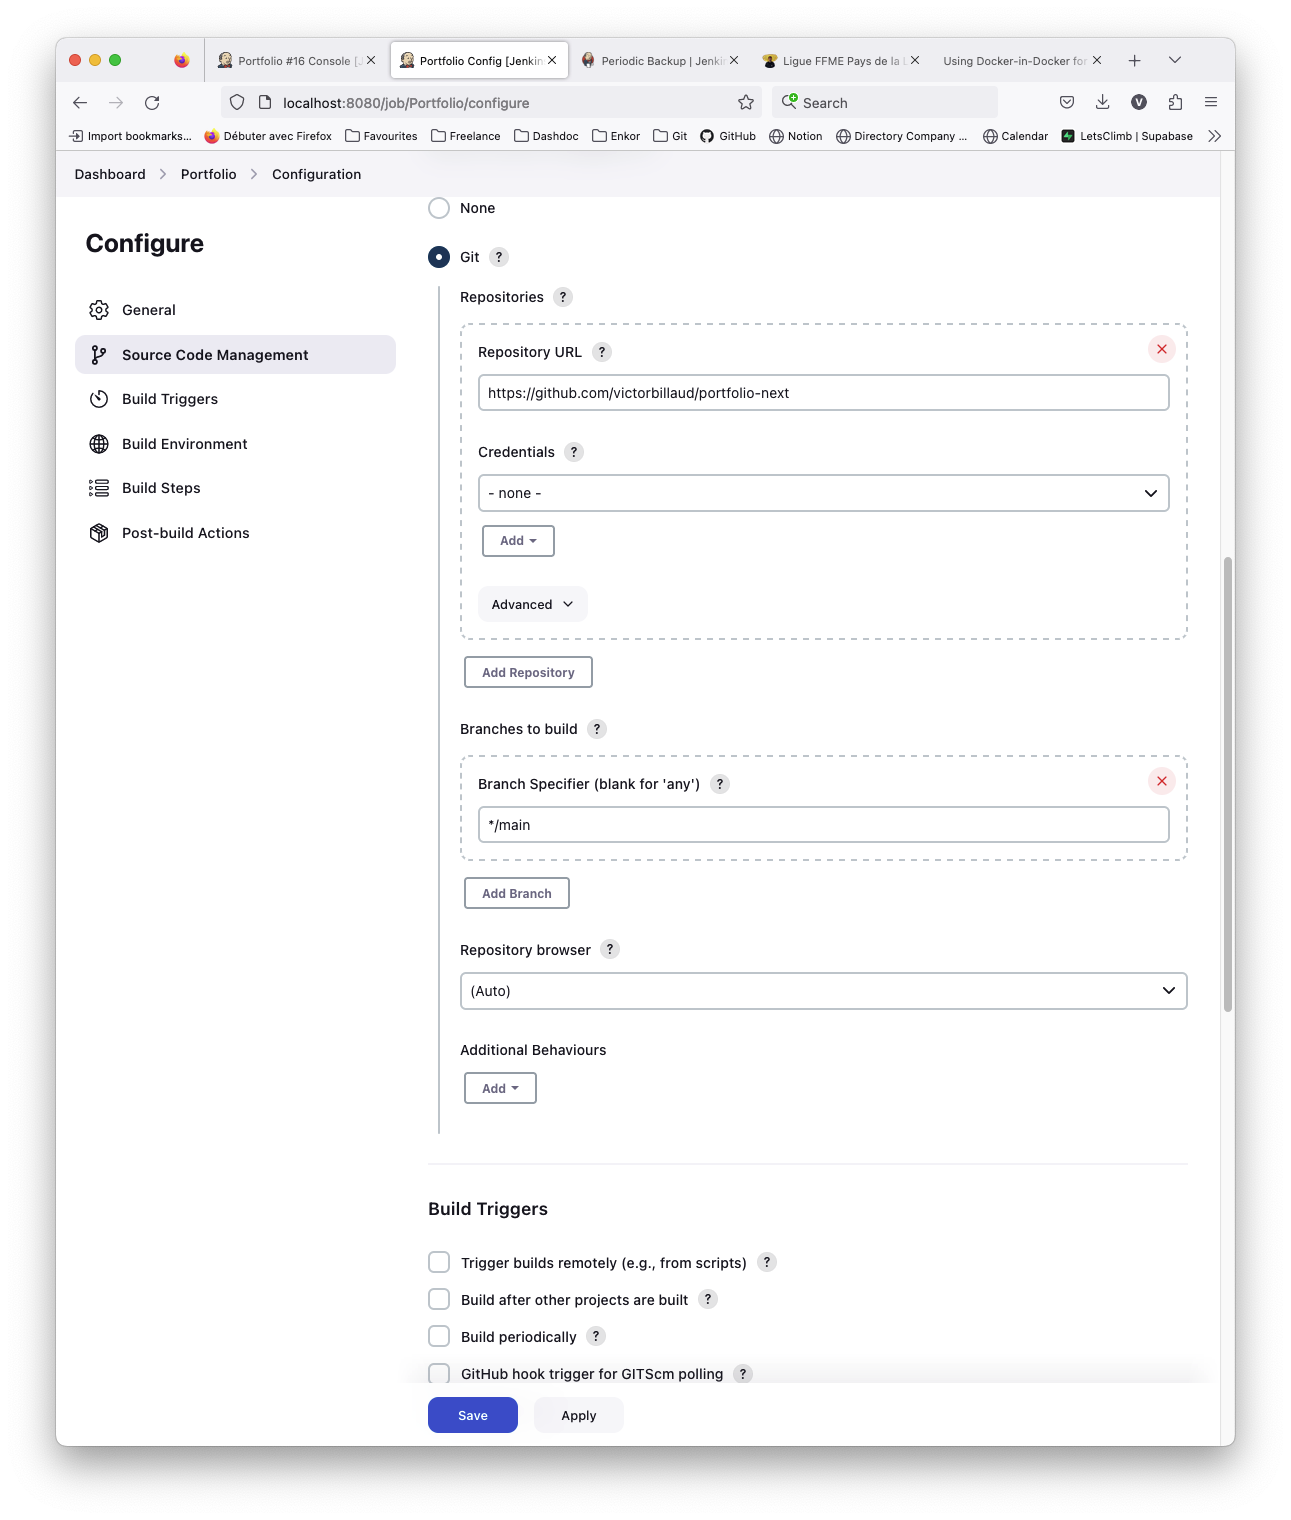 Portfolio #16 Console [J
Portfolio Config [Jenkin
Periodic Backup | Jenkin
Ligue FFME Pays de la L
Using Docker-in-Docker for
localhost:8080/job/Portfolio/configure
Search
V
Import bookmarks...
Débuter avec Firefox
Favourites
Freelance
Dashdoc
Enkor
Git
GitHub
Notion
Directory Company ...
Calendar
LetsClimb | Supabase
Dashboard > Portfolio > Configuration
Configure
General
Source Code Management
Build Triggers
Build Environment
Build Steps
Post-build Actions
None
Git ?
Repositories ?
Repository URL ?
https://github.com/victorbillaud/portfolio-next
Credentials ?
- none -
Add
Advanced
Add Repository
Branches to build ?
Branch Specifier (blank for 'any') ?
*/main
Add Branch
Repository browser ?
(Auto)
Additional Behaviours
Add
Build Triggers
Trigger builds remotely (e.g., from scripts) ?
Build after other projects are built ?
Build periodically ?
GitHub hook trigger for GITScm polling ?
Save
Apply